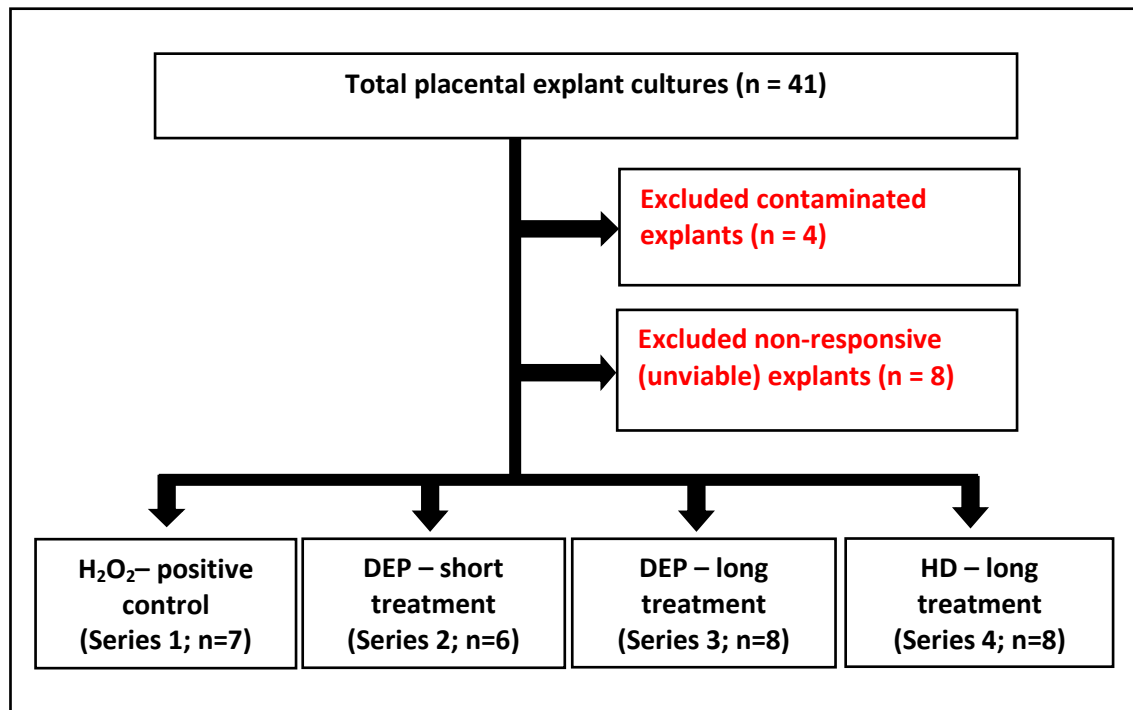 Total placental explant cultures (n = 41)
Excluded contaminated
explants (n = 4)
Excluded non-responsive
(unviable) explants (n = 8)
H₂O₂– positive
control
(Series 1; n=7)
DEP – short
treatment
(Series 2; n=6)
DEP – long
treatment
(Series 3; n=8)
HD – long
treatment
(Series 4; n=8)